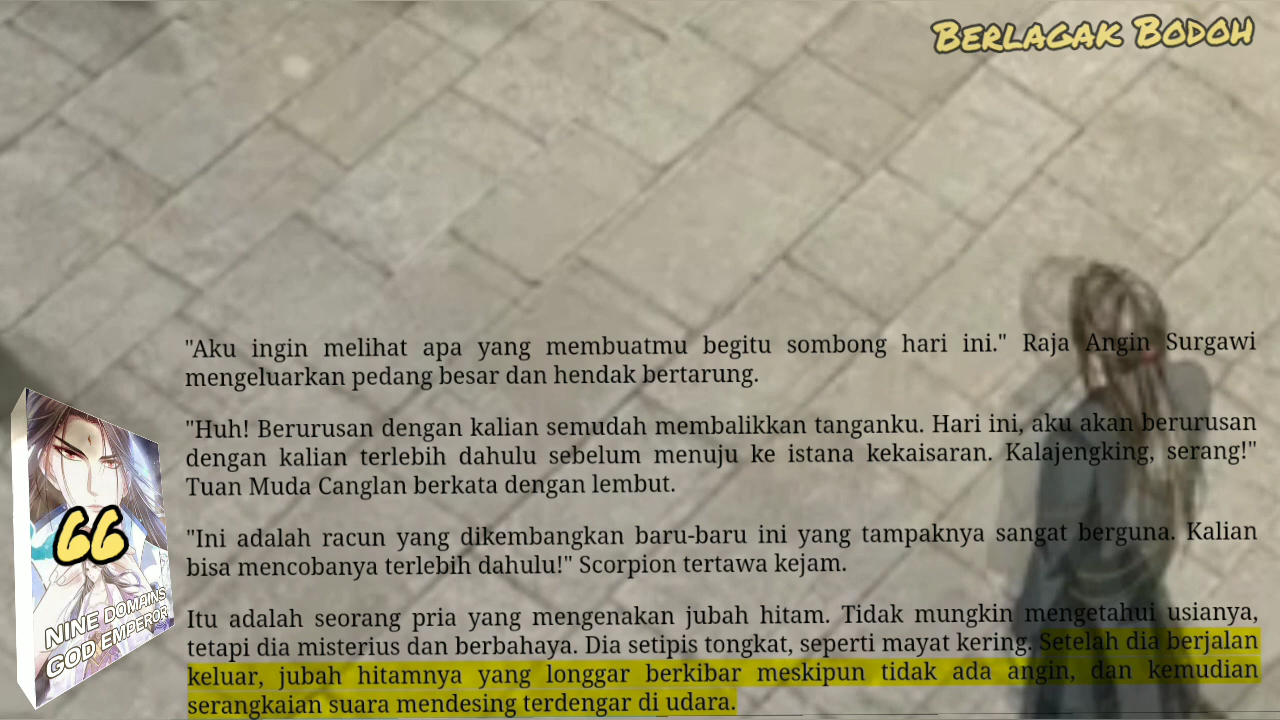 Berlagak Bodoh
"Aku ingin melihat apa yang membuatmu begitu sombong hari ini." Raja Angin Surgawi
mengeluarkan pedang besar dan hendak bertarung.
"Huh! Berurusan dengan kalian semudah membalikkan tanganku. Hari ini, aku akan berurusan
dengan kalian terlebih dahulu sebelum menuju ke istana kekaisaran. Kalajengking, serang!"
Tuan Muda Canglan berkata dengan lembut.
"Ini adalah racun yang dikembangkan baru-baru ini yang tampaknya sangat berguna. Kalian
bisa mencobanya terlebih dahulu!" Scorpion tertawa kejam.
Itu adalah seorang pria yang mengenakan jubah hitam. Tidak mungkin mengetahui usianya,
tetapi dia misterius dan berbahaya. Dia setipis tongkat, seperti mayat kering. Setelah dia berjalan
keluar, jubah hitamnya yang longgar berkibar meskipun tidak ada angin, dan kemudian
serangkaian suara mendesing terdengar di udara.
66
NINE DOMAINS
GOD EMPEROR